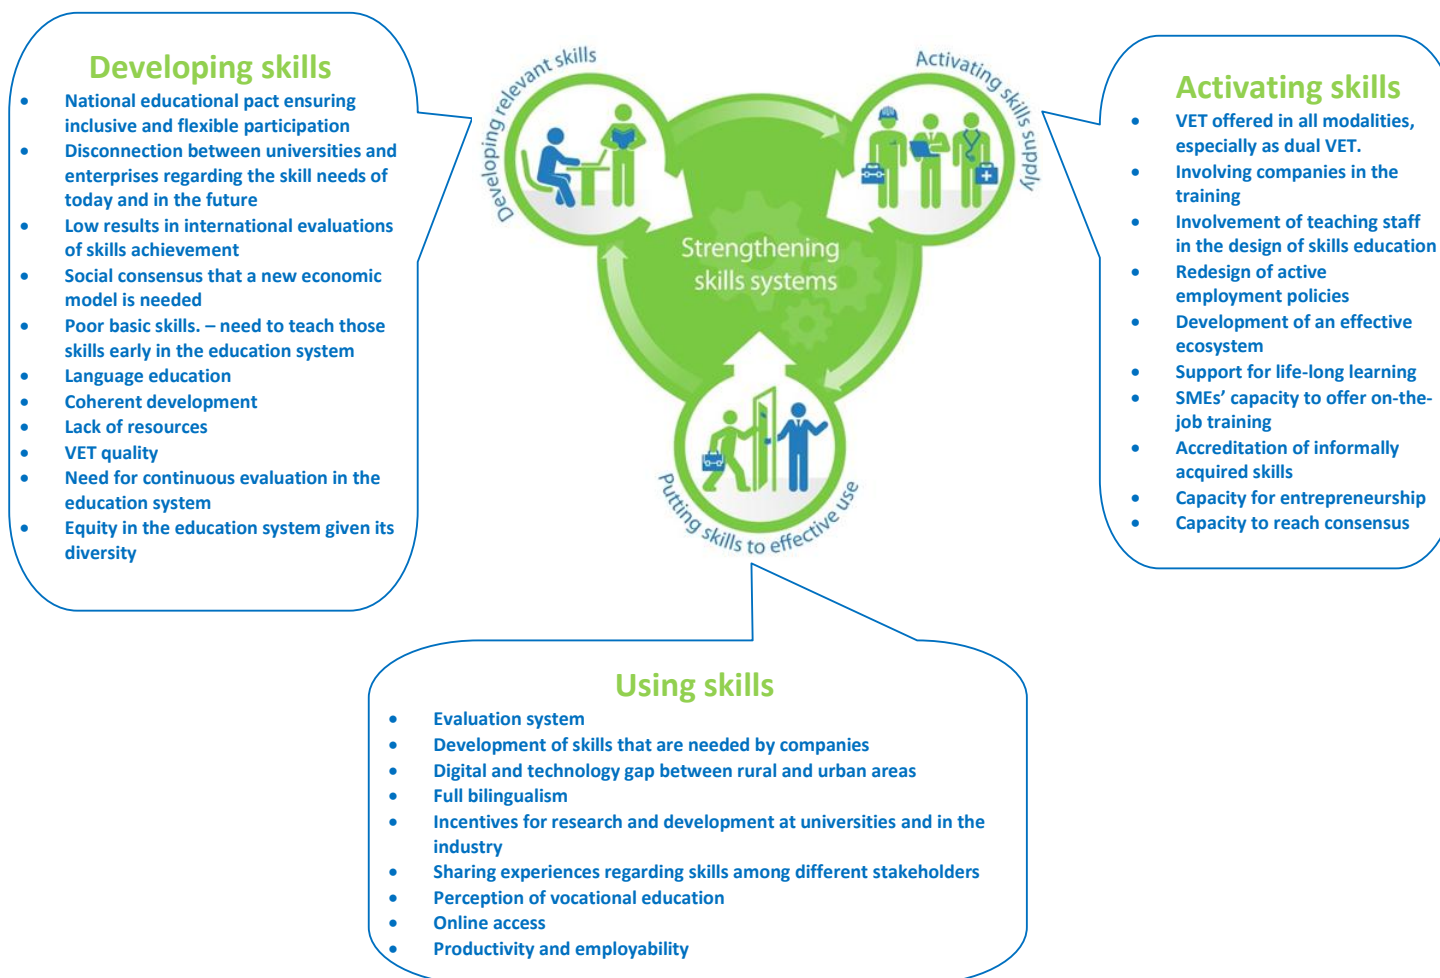 Developing skills
• National educational pact ensuring
inclusive and flexible participation
• Disconnection between universities and
enterprises regarding the skill needs of
today and in the future
• Low results in international evaluations
of skills achievement
• Social consensus that a new economic
model is needed
• Poor basic skills. – need to teach those
skills early in the education system
• Language education
• Coherent development
• Lack of resources
• VET quality
• Need for continuous evaluation in the
education system
• Equity in the education system given its
diversity
Developing relevant skills
Activating skills supply
Strengthening
skills systems
Putting skills to effective use
Activating skills
• VET offered in all modalities,
especially as dual VET.
• Involving companies in the
training
• Involvement of teaching staff
in the design of skills education
• Redesign of active
employment policies
• Development of an effective
ecosystem
• Support for life-long learning
• SMEs’ capacity to offer on-the-
job training
• Accreditation of informally
acquired skills
• Capacity for entrepreneurship
• Capacity to reach consensus
Using skills
• Evaluation system
• Development of skills that are needed by companies
• Digital and technology gap between rural and urban areas
• Full bilingualism
• Incentives for research and development at universities and in the
industry
• Sharing experiences regarding skills among different stakeholders
• Perception of vocational education
• Online access
• Productivity and employability